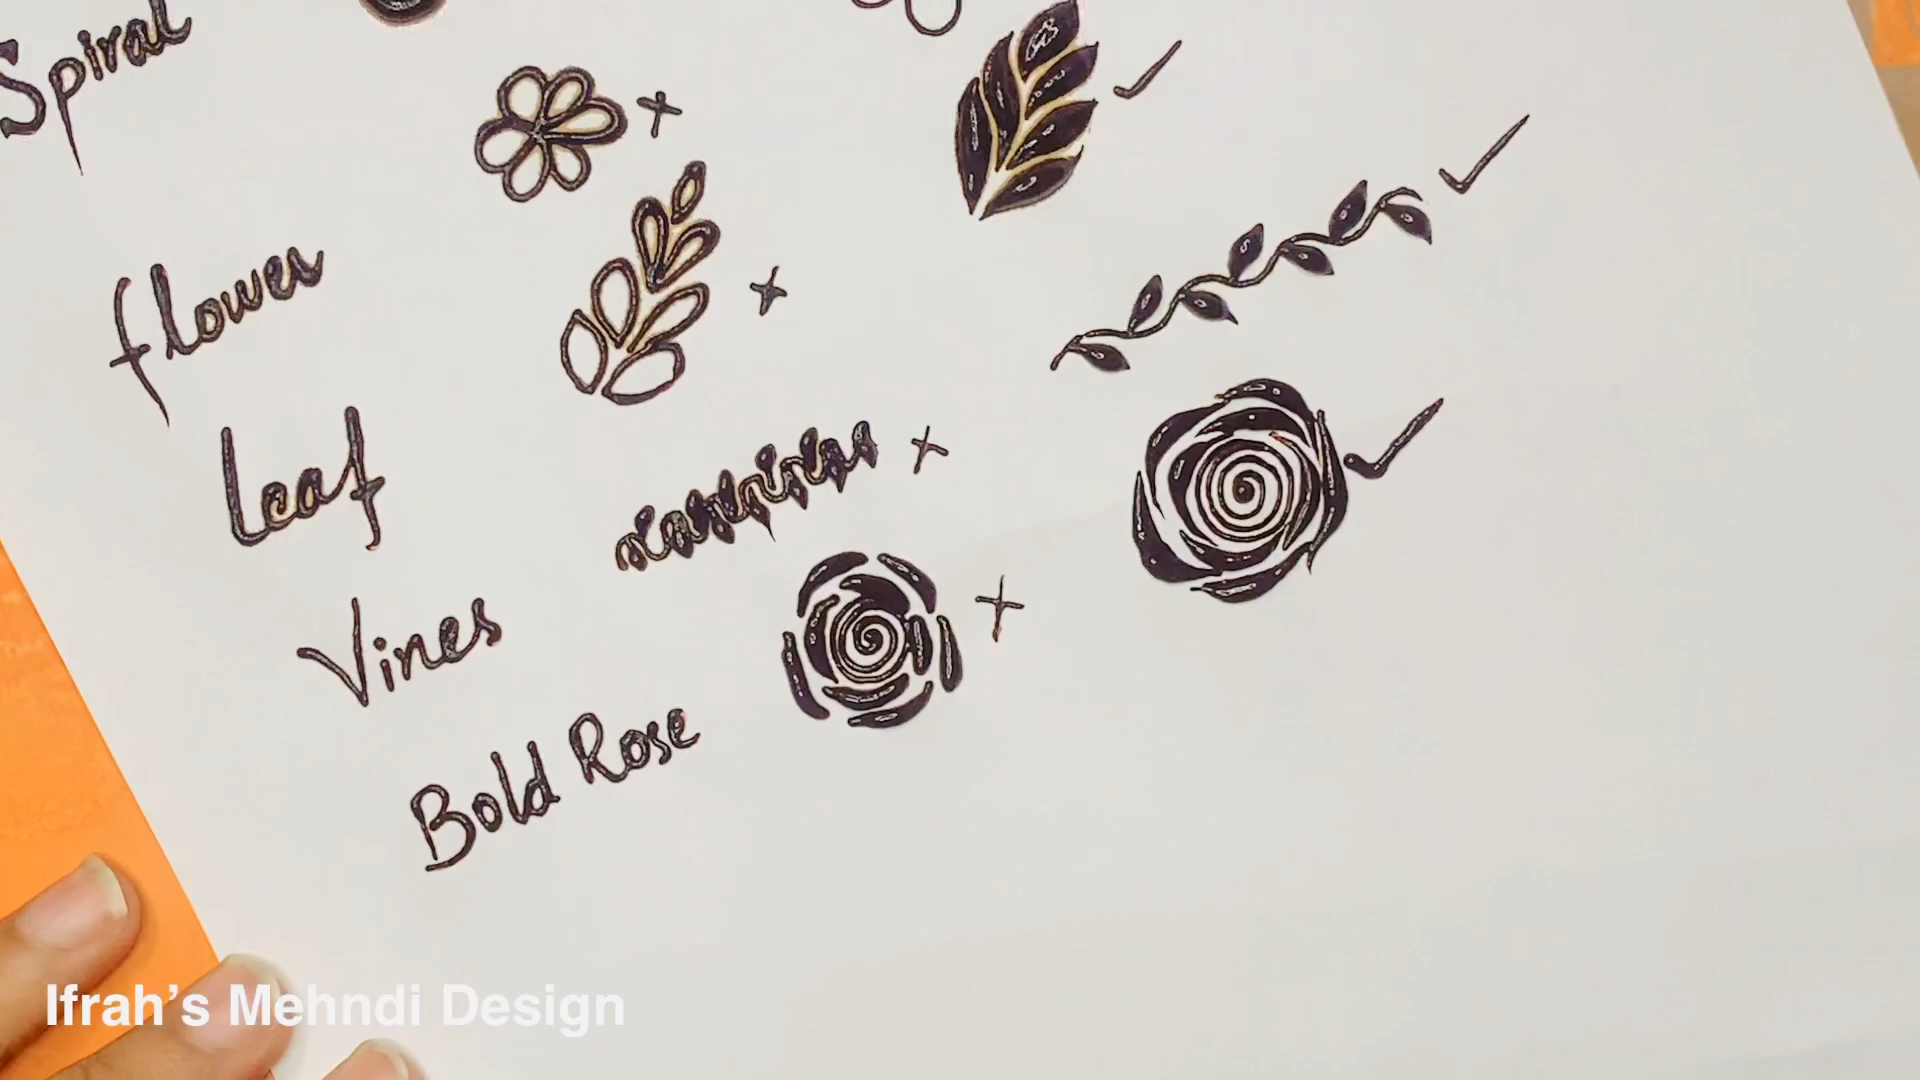 Spiral
flower
Leaf
Vines
Bold Rose
Ifrah's Mehndi Design